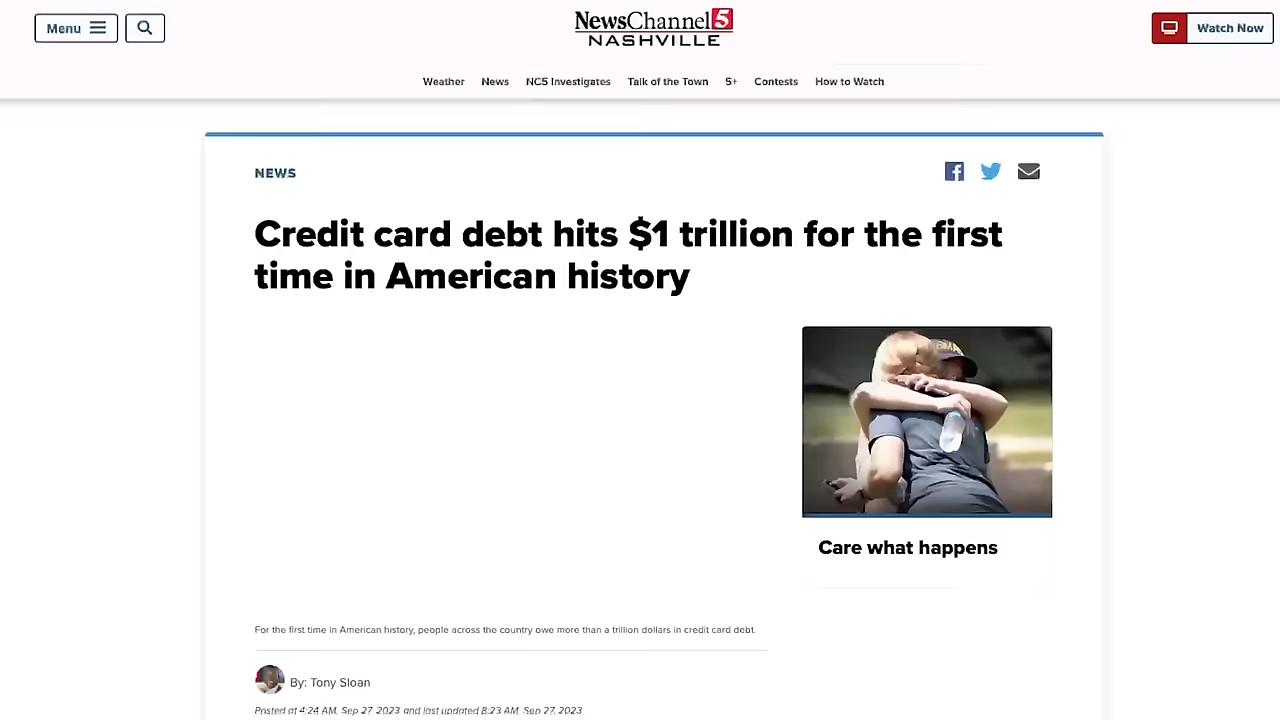 Menu
NewsChannel 5
NASHVILLE
Watch Now
Weather News NC5 Investigates Talk of the Town 5+ Contests How to Watch
NEWS
Credit card debt hits $1 trillion for the first
time in American history
Care what happens
For the first time in American history, people across the country owe more than a trillion dollars in credit card debt.
By: Tony Sloan
Posted at 4:24 AM, Sep 27, 2023 and last updated 8:23 AM, Sep 27, 2023